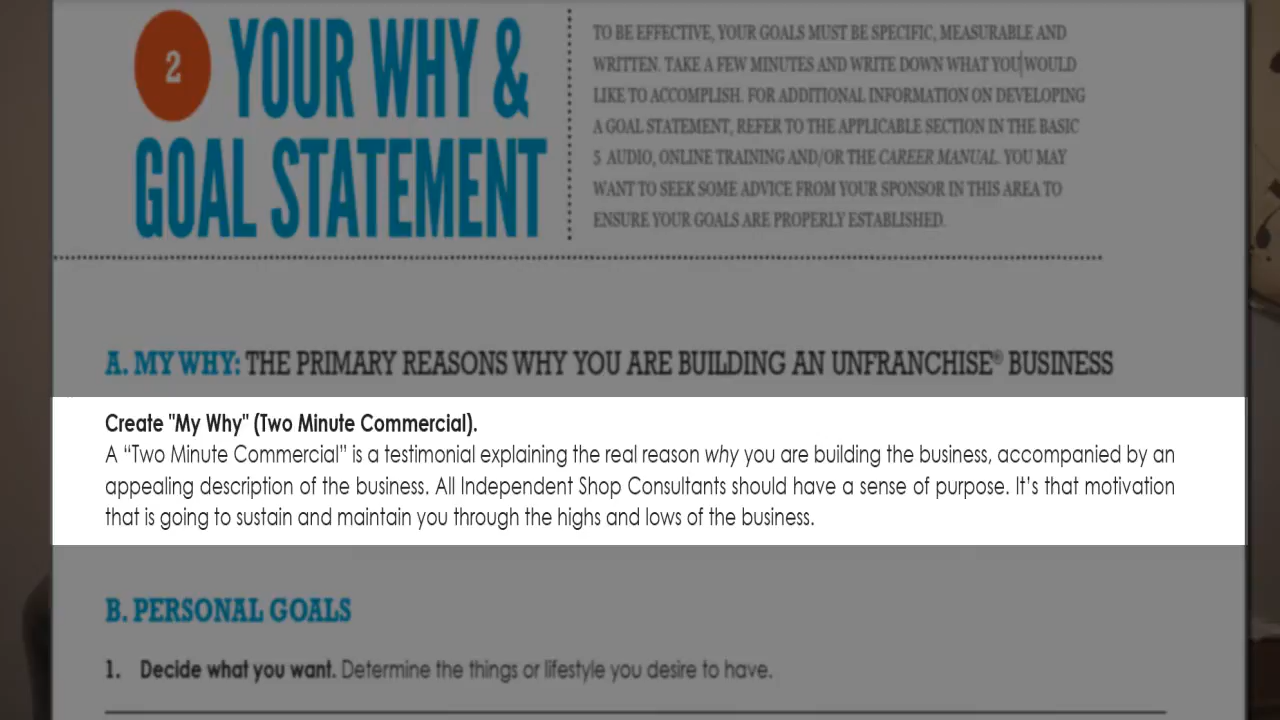 2 YOUR WHY &
GOAL STATEMENT
TO BE EFFECTIVE, YOUR GOALS MUST BE SPECIFIC, MEASURABLE AND
WRITTEN. TAKE A FEW MINUTES AND WRITE DOWN WHAT YOU WOULD
LIKE TO ACCOMPLISH. FOR ADDITIONAL INFORMATION ON DEVELOPING
A GOAL STATEMENT, REFER TO THE APPLICABLE SECTION IN THE BASIC
5 AUDIO, ONLINE TRAINING AND/OR THE CAREER MANUAL. YOU MAY
WANT TO SEEK SOME ADVICE FROM YOUR SPONSOR IN THIS AREA TO
ENSURE YOUR GOALS ARE PROPERLY ESTABLISHED.
A. MY WHY: THE PRIMARY REASONS WHY YOU ARE BUILDING AN UNFRANCHISE® BUSINESS
Create "My Why" (Two Minute Commercial).
A “Two Minute Commercial” is a testimonial explaining the real reason why you are building the business, accompanied by an
appealing description of the business. All Independent Shop Consultants should have a sense of purpose. It’s that motivation
that is going to sustain and maintain you through the highs and lows of the business.
B. PERSONAL GOALS
1. Decide what you want. Determine the things or lifestyle you desire to have.